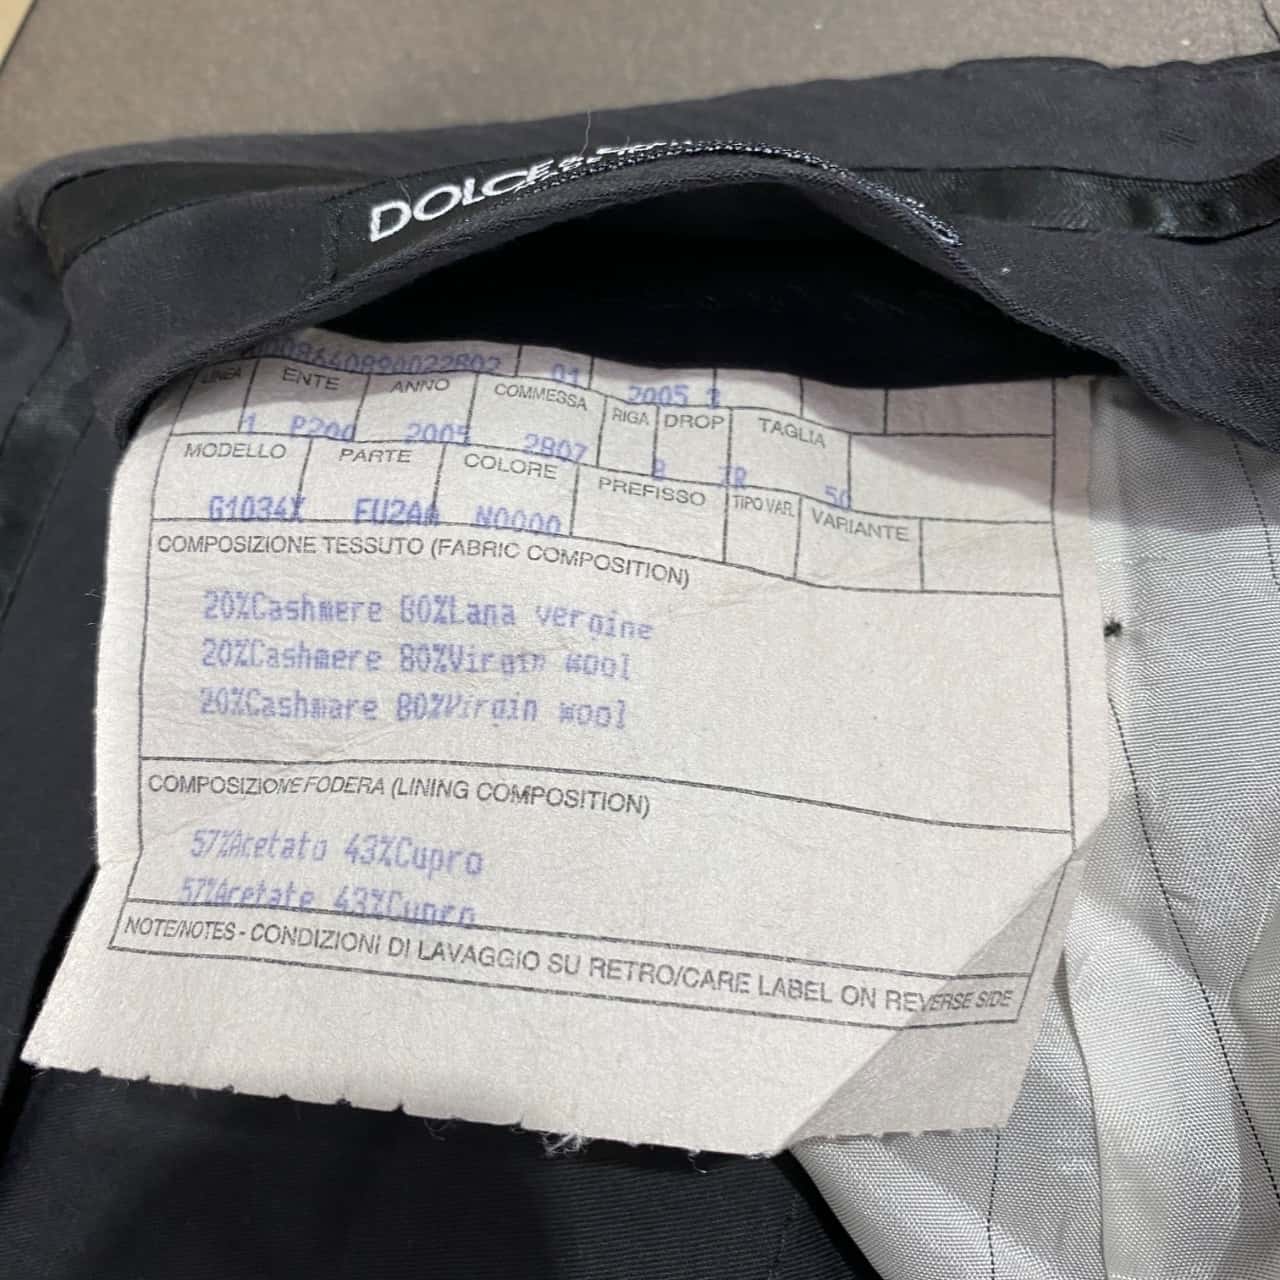 DOLCE &
01
2005 2
LINEA ENTE ANNO COMMESSA RIGA DROP TAGLIA
1 P200 2005 2807 8 7R 50
MODELLO PARTE COLORE PREFISSO TIPO VAR. VARIANTE
G1034X FU2AA N0000
COMPOSIZIONE TESSUTO (FABRIC COMPOSITION)
20%Cashmere 80%Lana vergine
20%Cashmere 80%Virgin wool
20%Cashmare 80%Virgin wool
COMPOSIZIONE FODERA (LINING COMPOSITION)
57%Acetato 43%Cupro
57%Acetate 43%Cupro
NOTE/NOTES - CONDIZIONI DI LAVAGGIO SU RETRO/CARE LABEL ON REVERSE SIDE